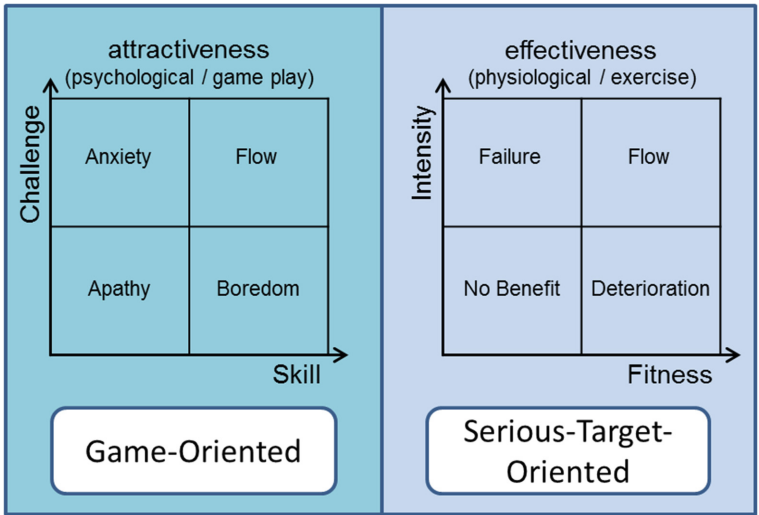 attractiveness
(psychological / game play)
Challenge
Anxiety
Flow
Apathy
Boredom
Skill
Game-Oriented
effectiveness
(physiological / exercise)
Intensity
Failure
Flow
No Benefit
Deterioration
Fitness
Serious-Target-
Oriented